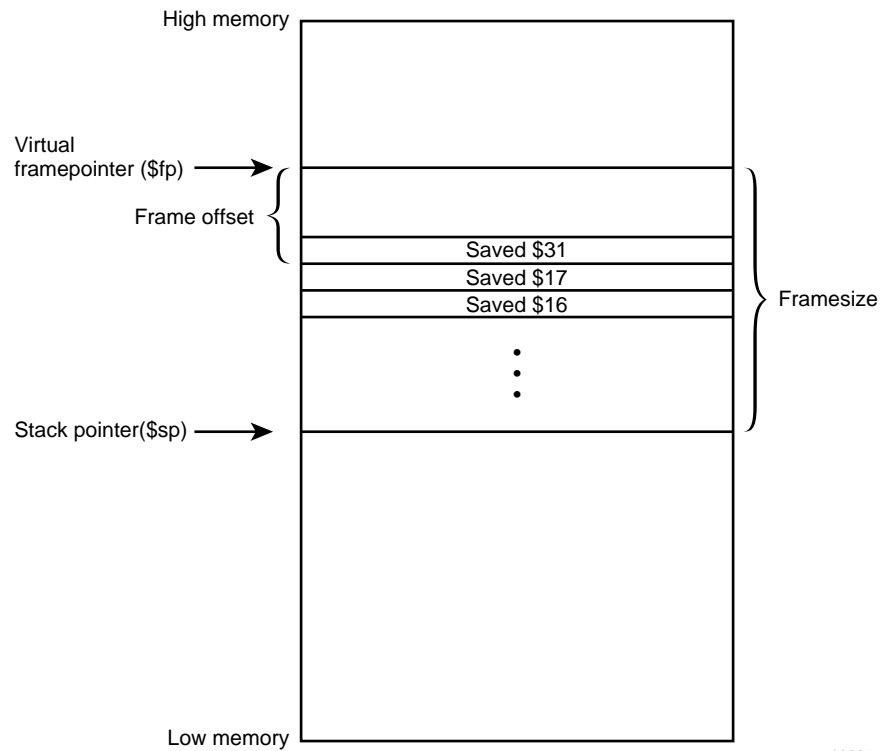 High memory
Virtual
framepointer ($fp)
Frame offset
Saved $31
Saved $17
Saved $16
Framesize
Stack pointer($sp)
Low memory